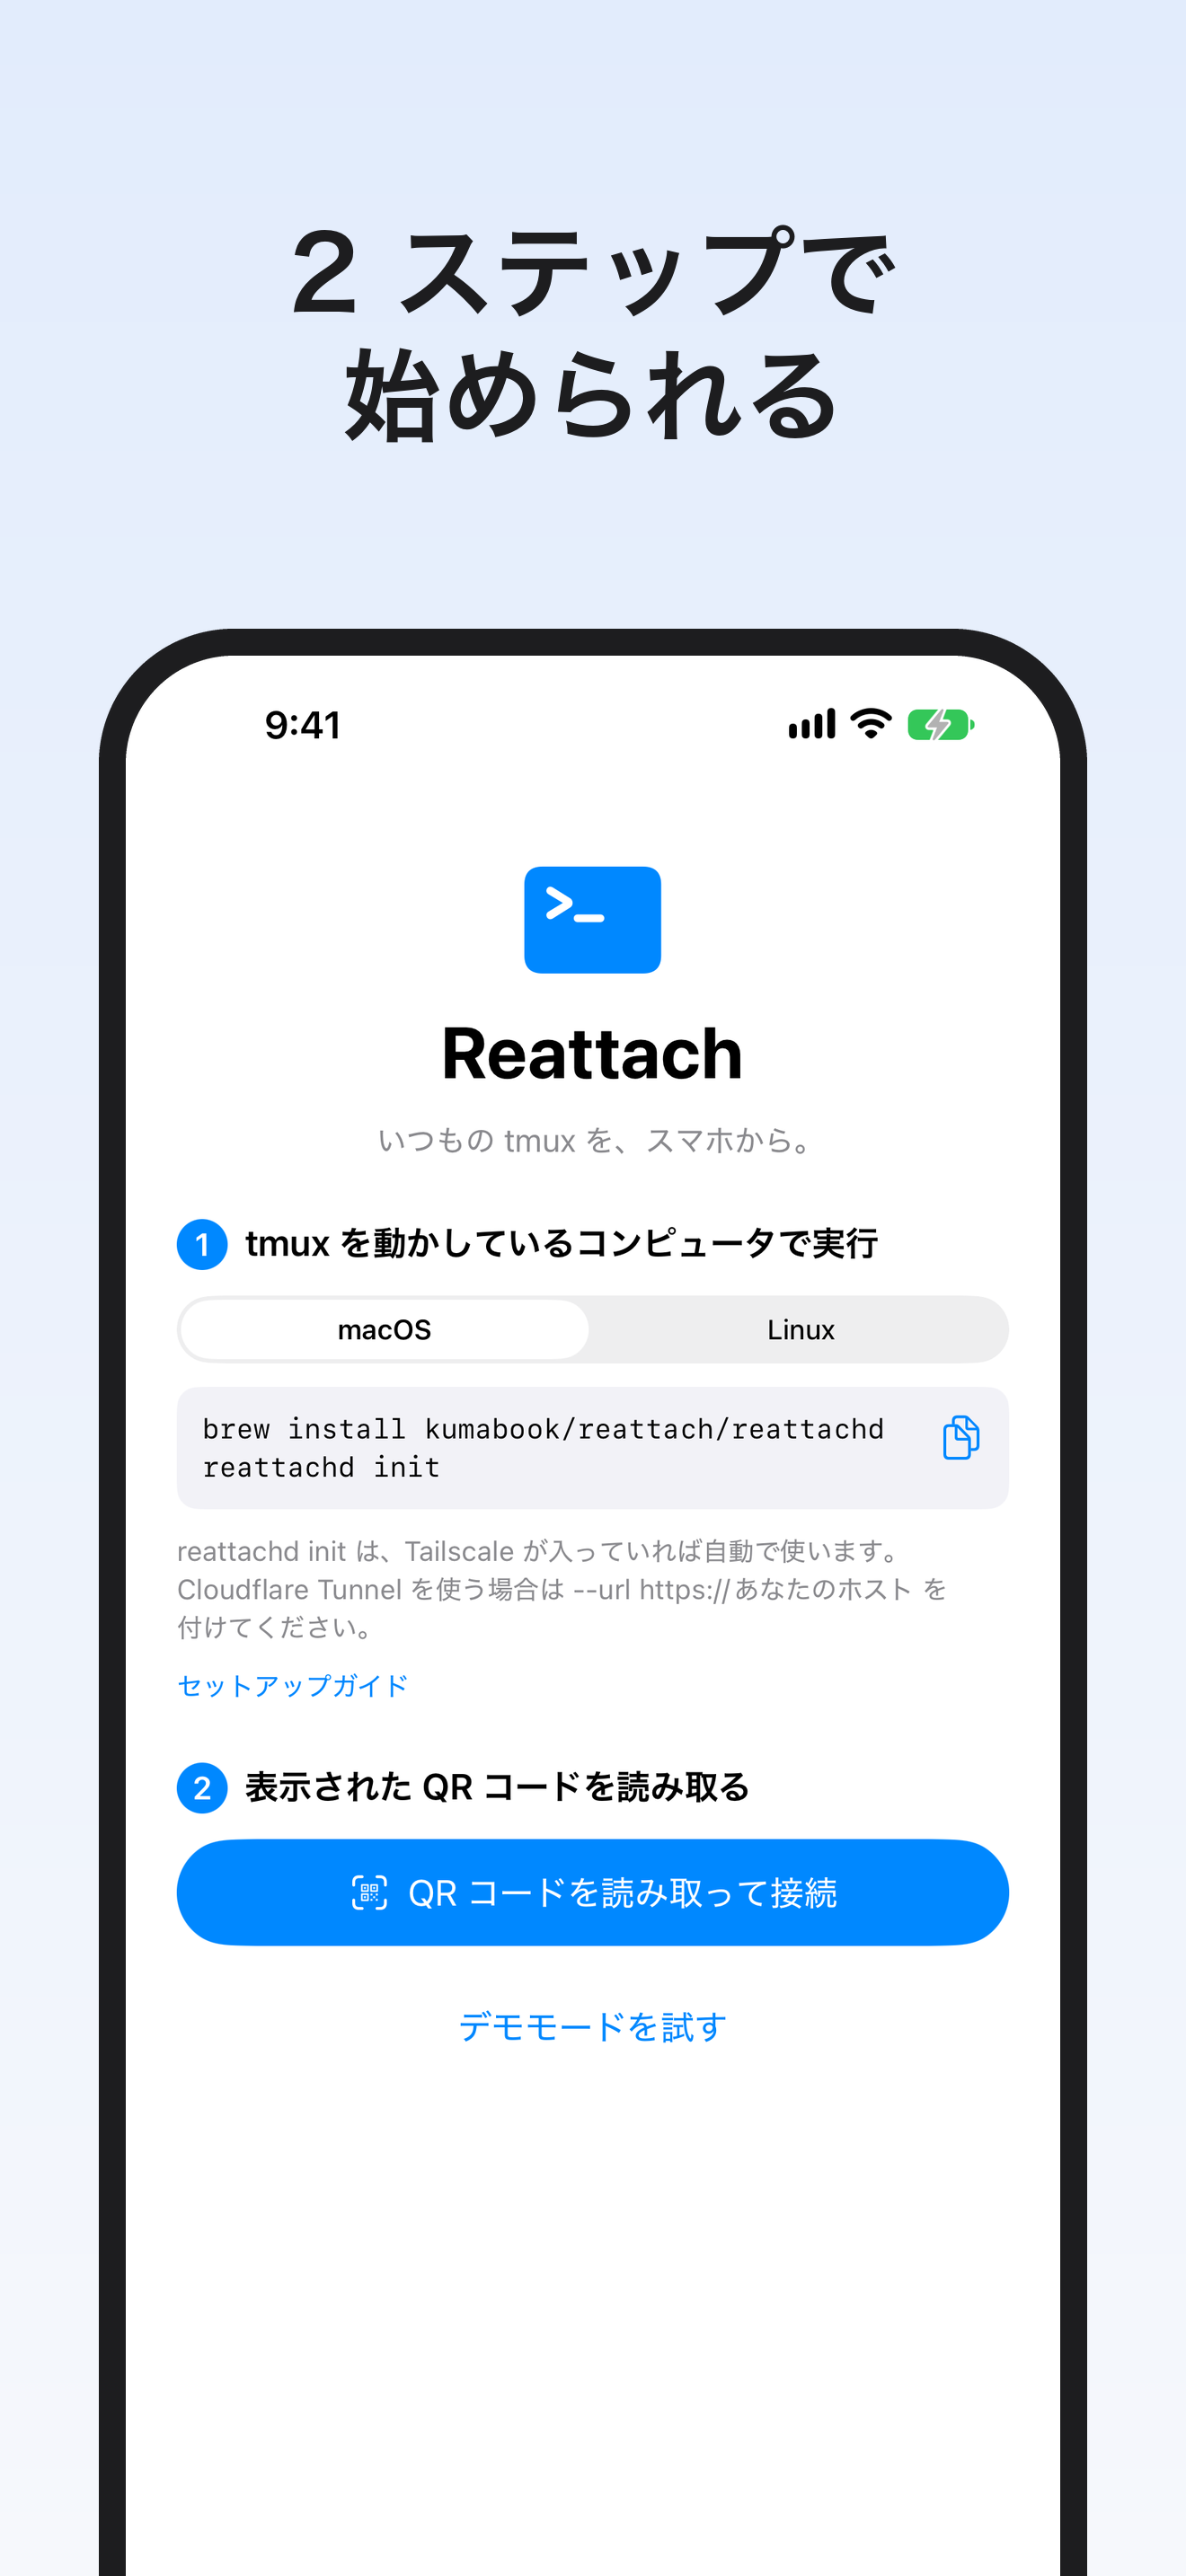 2 ステップで
始められる
9:41
>_
Reattach
いつもの tmux を、スマホから。
1 tmux を動かしているコンピュータで実行
macOS Linux
brew install kumabook/reattach/reattachd
reattachd init
reattachd init は、Tailscale が入っていれば自動で使います。
Cloudflare Tunnel を使う場合は --url https://あなたのホスト を
付けてください。
セットアップガイド
2 表示された QR コードを読み取る
QR コードを読み取って接続
デモモードを試す